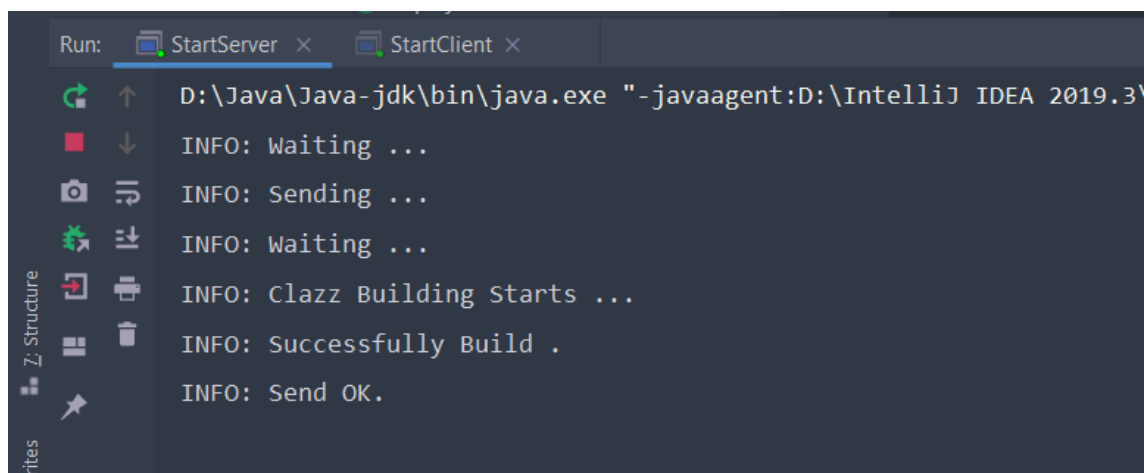 Run: StartServer × StartClient ×
D:\Java\Java-jdk\bin\java.exe "-javaagent:D:\IntelliJ IDEA 2019.3\
INFO: Waiting ...
INFO: Sending ...
INFO: Waiting ...
INFO: Clazz Building Starts ...
INFO: Successfully Build .
INFO: Send OK.
7: Structure